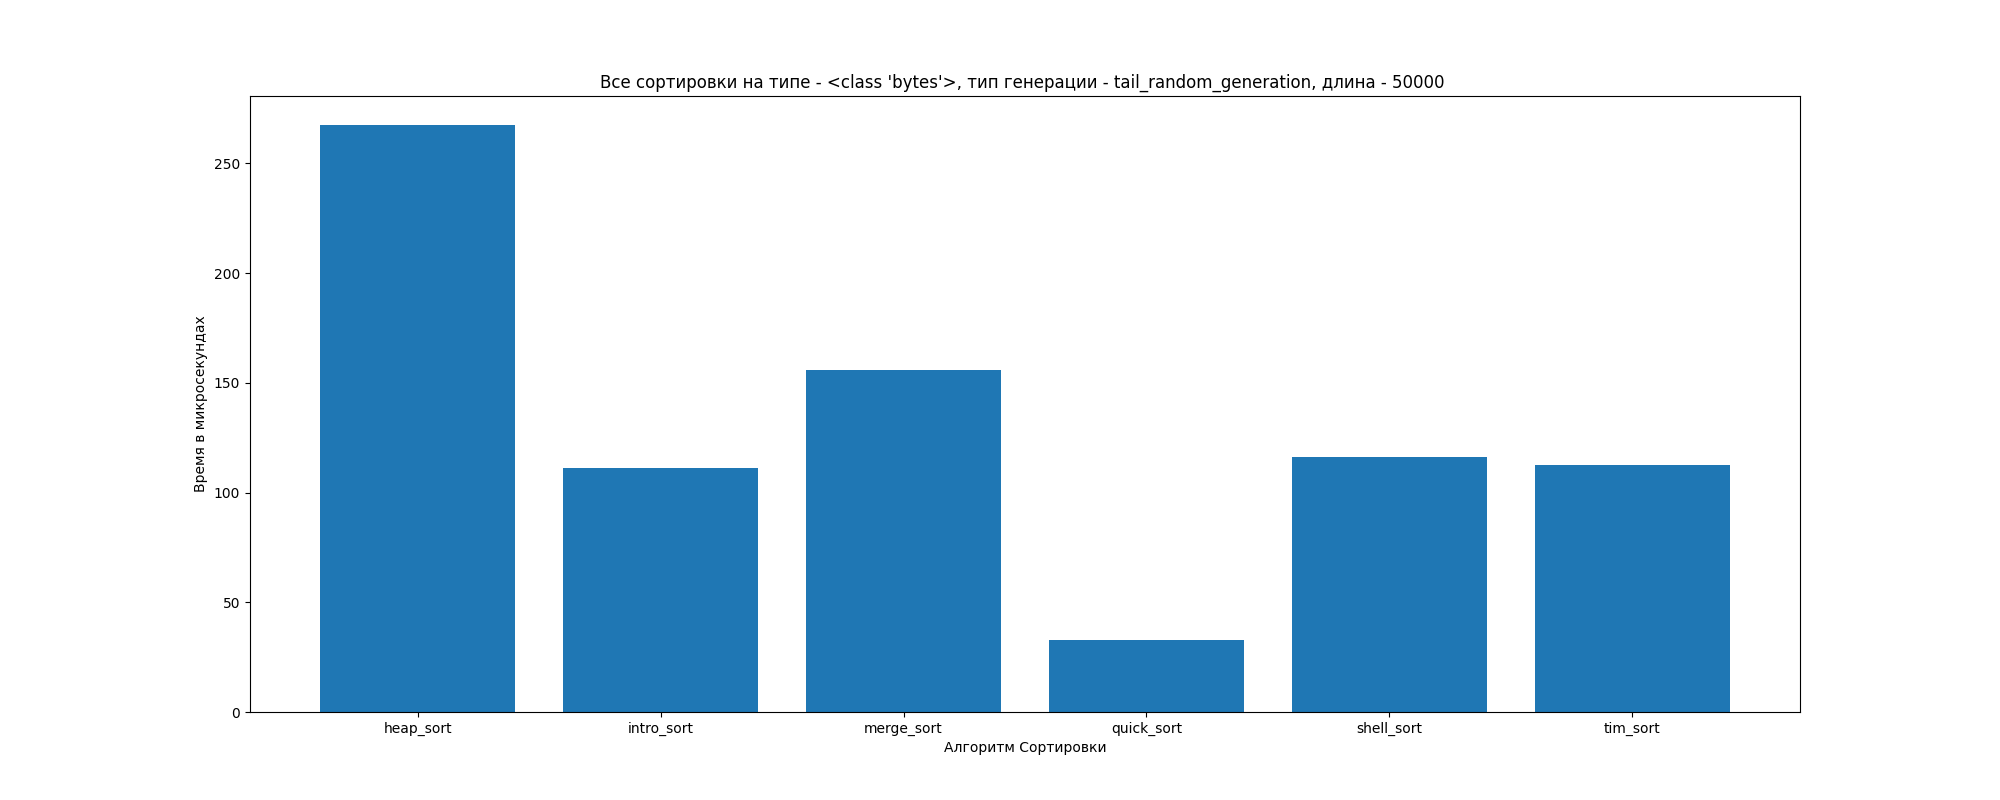 Все сортировки на типе - <class 'bytes'>, тип генерации - tail_random_generation, длина - 50000
Время в микросекундах
250
200
150
100
50
0
heap_sort intro_sort merge_sort quick_sort shell_sort tim_sort
Алгоритм Сортировки